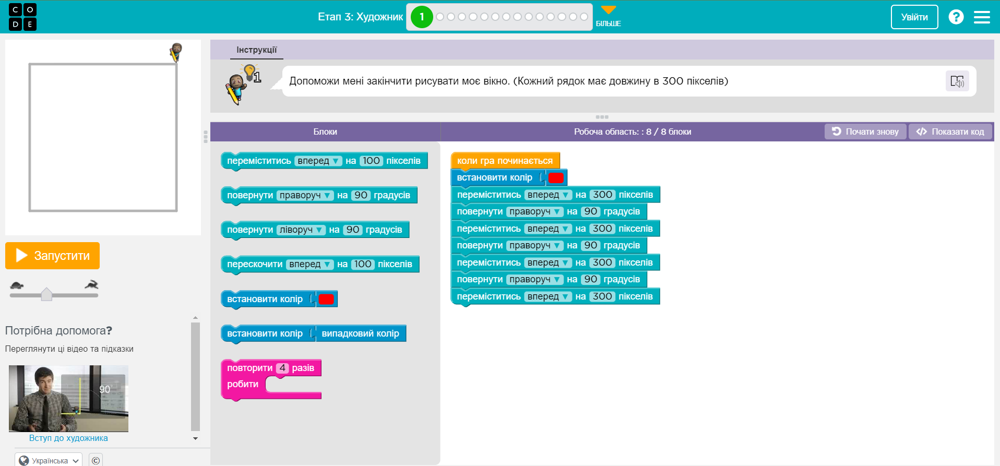 C O
D E
Етап 3: Художник
1
БІЛЬШЕ
Увійти
?
Інструкції
1
Допоможи мені закінчити рисувати моє вікно. (Кожний рядок має довжину в 300 пікселів)
Блоки
Робоча область: : 8 / 8 блоки
Почати знову
Показати код
переміститись вперед ▼ на 100 пікселів
повернути праворуч ▼ на 90 градусів
повернути ліворуч ▼ на 90 градусів
перескочити вперед ▼ на 100 пікселів
встановити колір
встановити колір випадковий колір
повторити 4 разів
робити
коли гра починається
встановити колір
переміститись вперед ▼ на 300 пікселів
повернути праворуч ▼ на 90 градусів
переміститись вперед ▼ на 300 пікселів
повернути праворуч ▼ на 90 градусів
переміститись вперед ▼ на 300 пікселів
повернути праворуч ▼ на 90 градусів
переміститись вперед ▼ на 300 пікселів
Запустити
Потрібна допомога?
Переглянути ці відео та підказки
90°
Вступ до художника
Українська
©